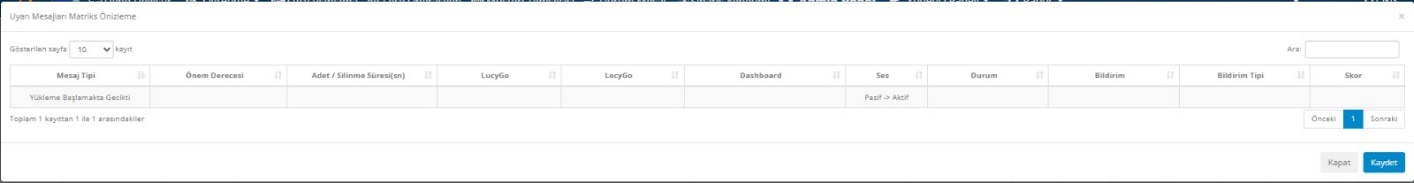 Uyarı Mesajları Matriks Önizleme ×
Gösterilen sayfa 10 kayıt Ara:
Mesaj Tipi Önem Derecesi Adet / Silinme Süresi(sn) LucyGo LecyGo Dashboard Ses Durum Bildirim Bildirim Tipi Skor
Yükleme Başlamakta Gecikti Pasif -> Aktif
Toplam 1 kayıttan 1 ile 1 arasındakiler Önceki 1 Sonraki
Kapat Kaydet